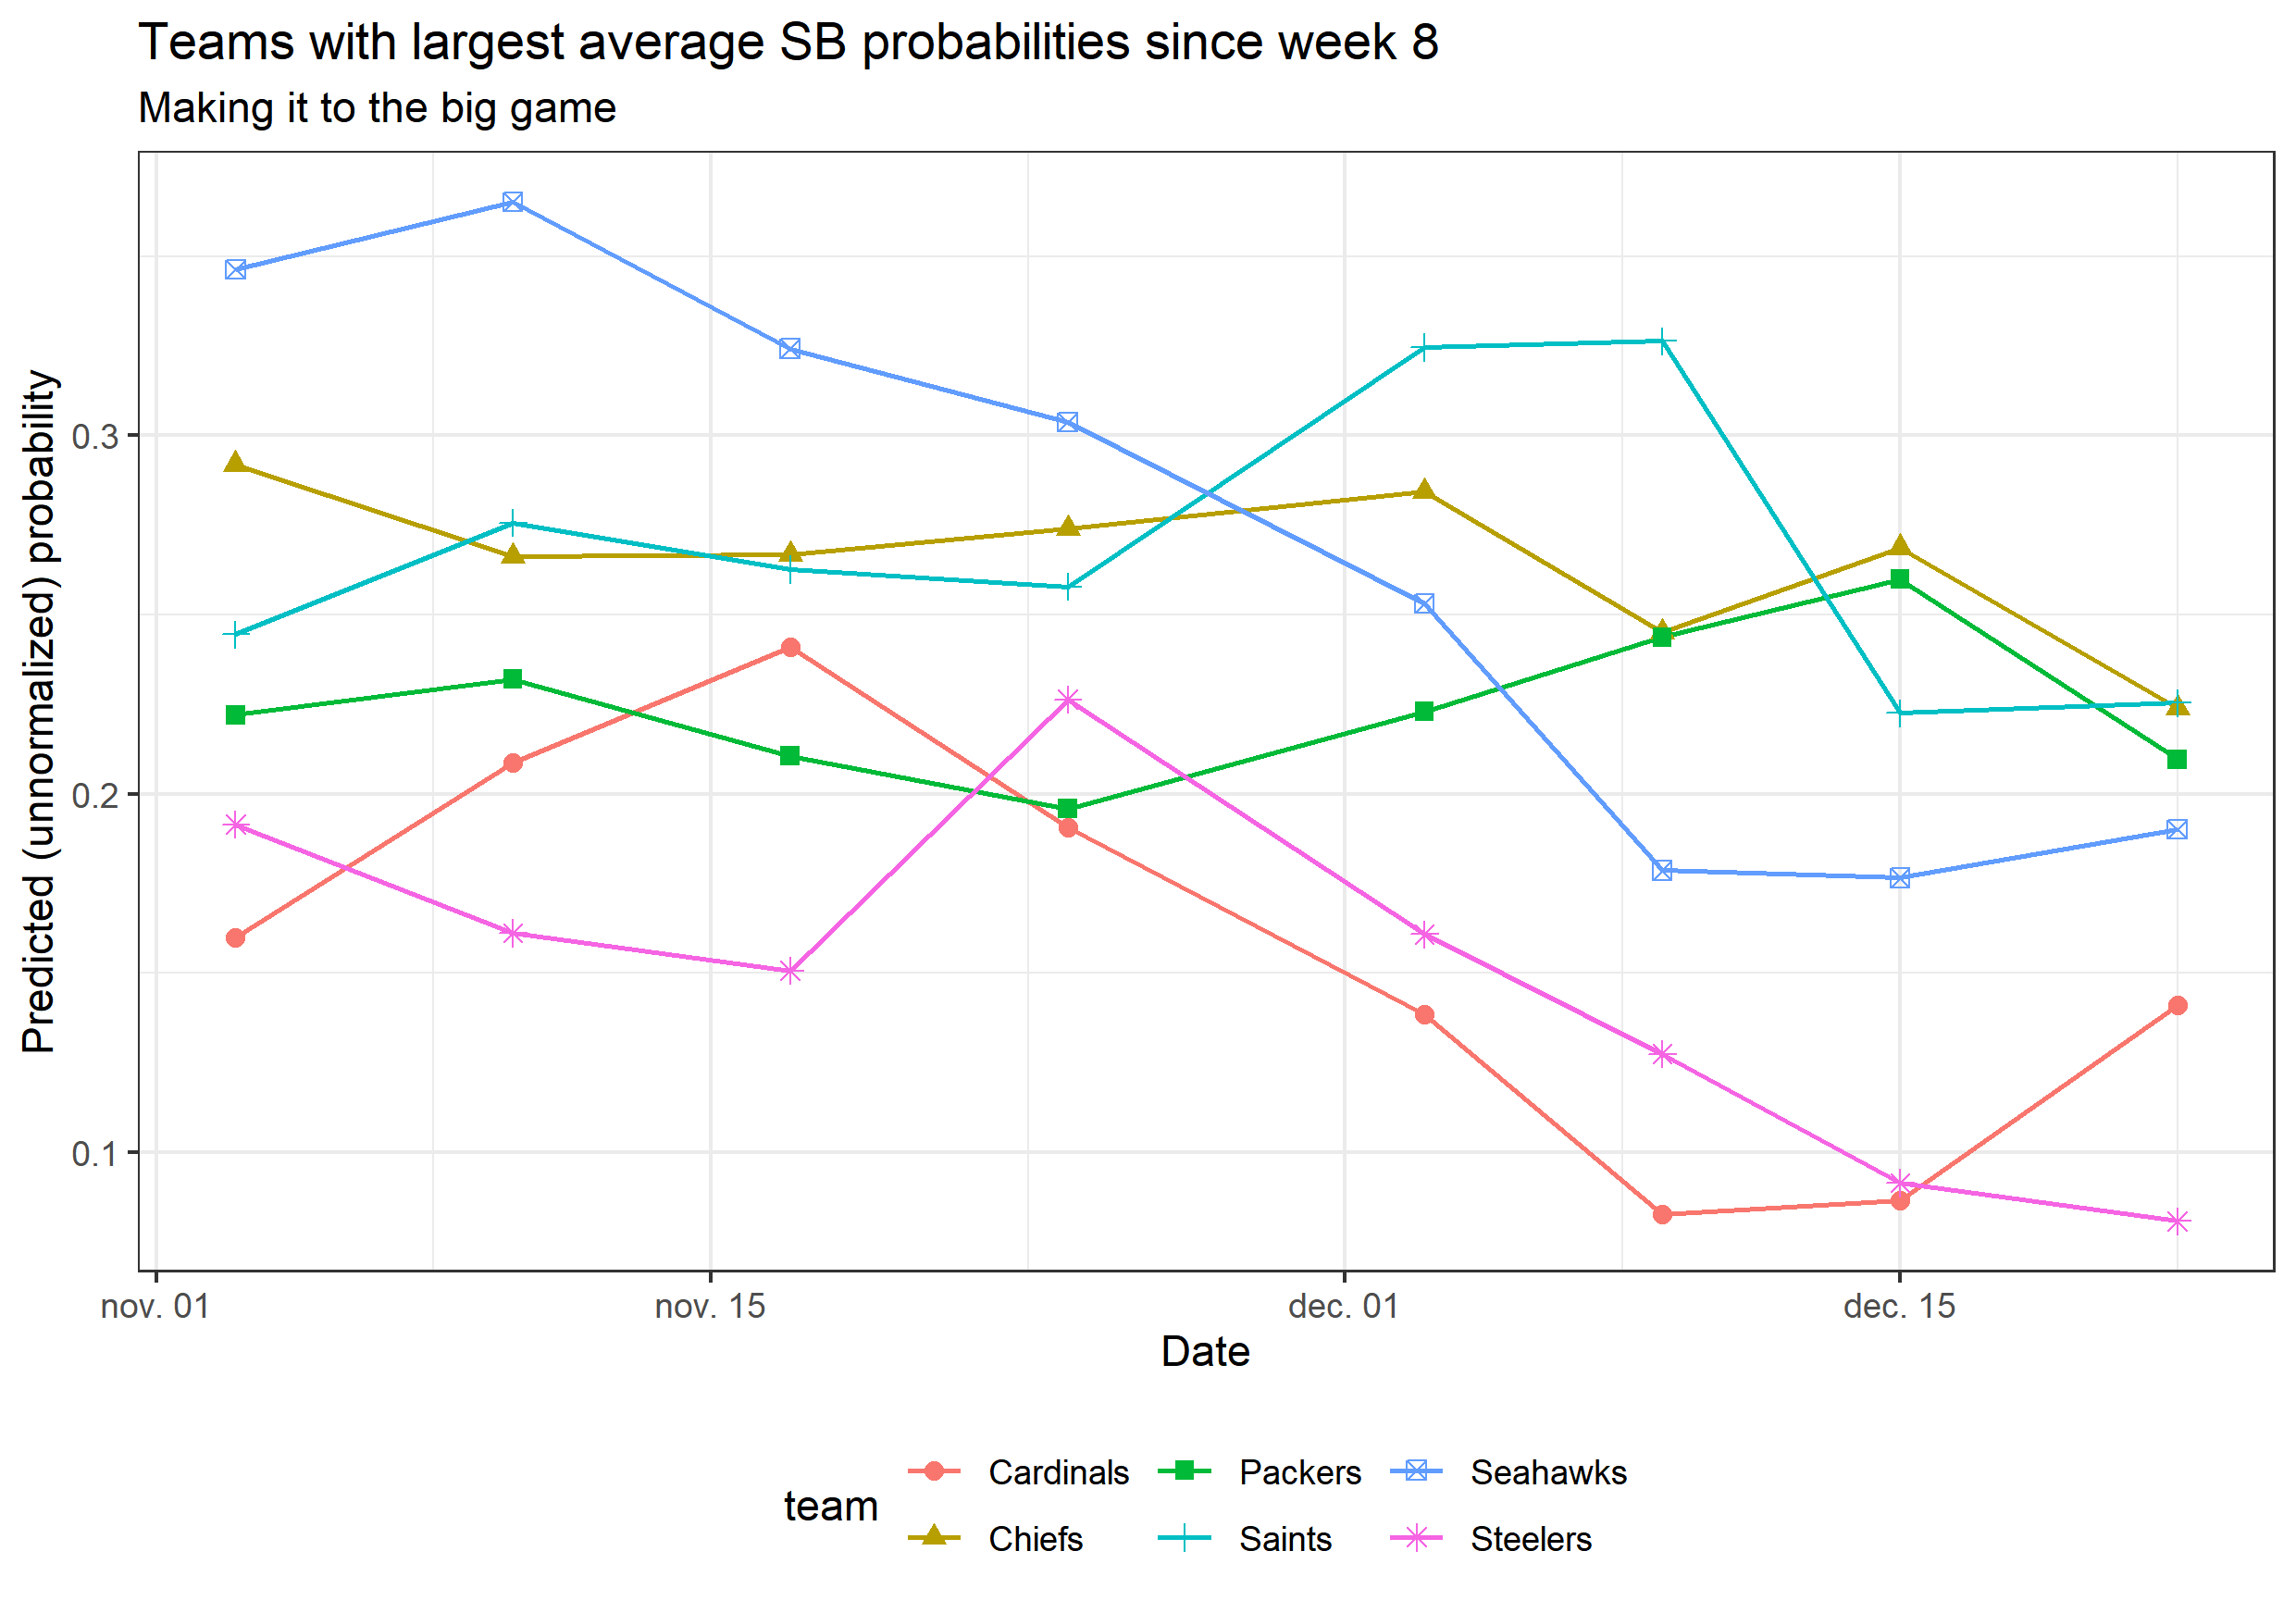 Teams with largest average SB probabilities since week 8
Making it to the big game
Predicted (unnormalized) probability
0.3
0.2
0.1
nov. 01 nov. 15 dec. 01 dec. 15
Date
team
Cardinals Packers Seahawks
Chiefs Saints Steelers